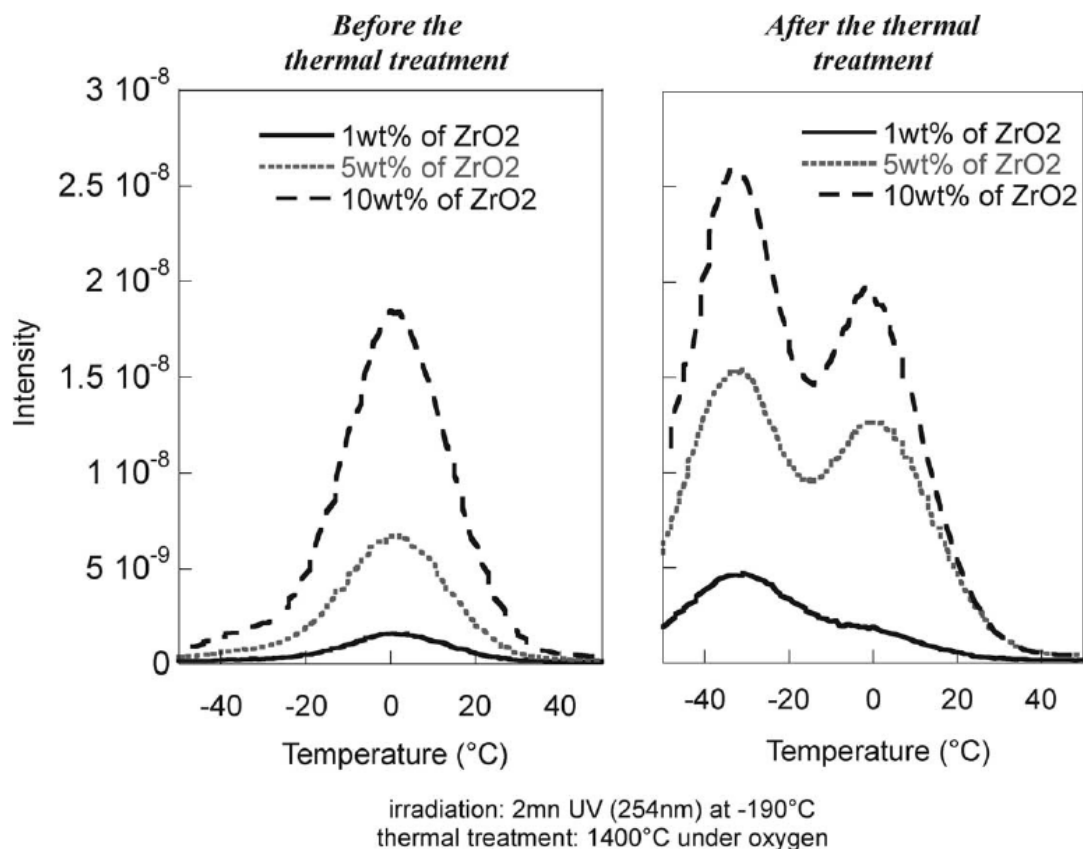 Before the
thermal treatment
After the thermal
treatment
3 10-8
2.5 10-8
2 10-8
1.5 10-8
1 10-8
5 10-9
0
Intensity
1wt% of ZrO2
5wt% of ZrO2
10wt% of ZrO2
-40 -20 0 20 40
Temperature (°C)
1wt% of ZrO2
5wt% of ZrO2
10wt% of ZrO2
-40 -20 0 20 40
Temperature (°C)
irradiation: 2mn UV (254nm) at -190°C
thermal treatment: 1400°C under oxygen